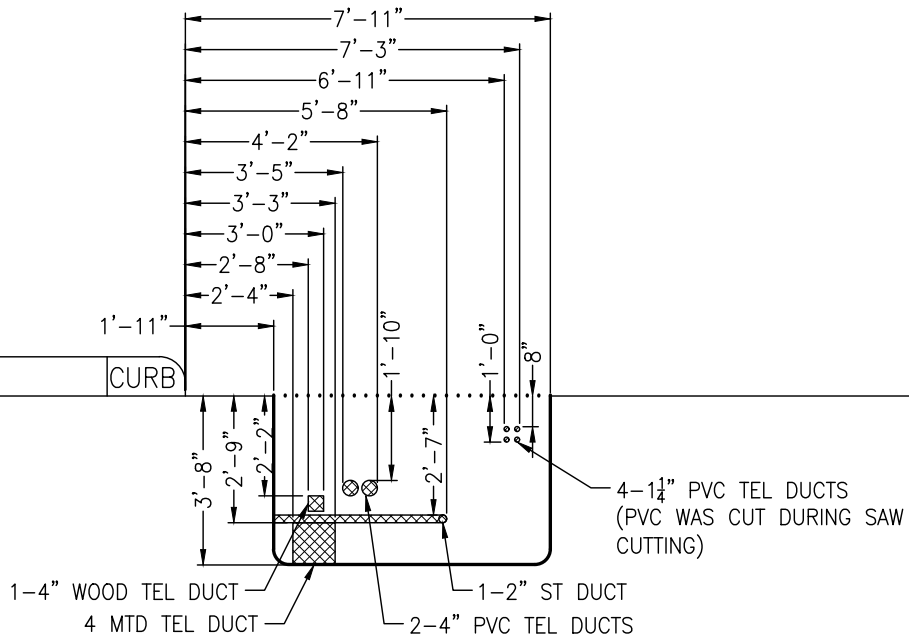 7'-11"
7'-3"
6'-11"
5'-8"
4'-2"
3'-5"
3'-3"
3'-0"
2'-8"
2'-4"
1'-11"
CURB
1'-10"
1'-0"
8"
3'-8"
2'-9"
2'-2"
2'-7"
4-1¼" PVC TEL DUCTS
(PVC WAS CUT DURING SAW
CUTTING)
1-4" WOOD TEL DUCT
1-2" ST DUCT
4 MTD TEL DUCT
2-4" PVC TEL DUCTS